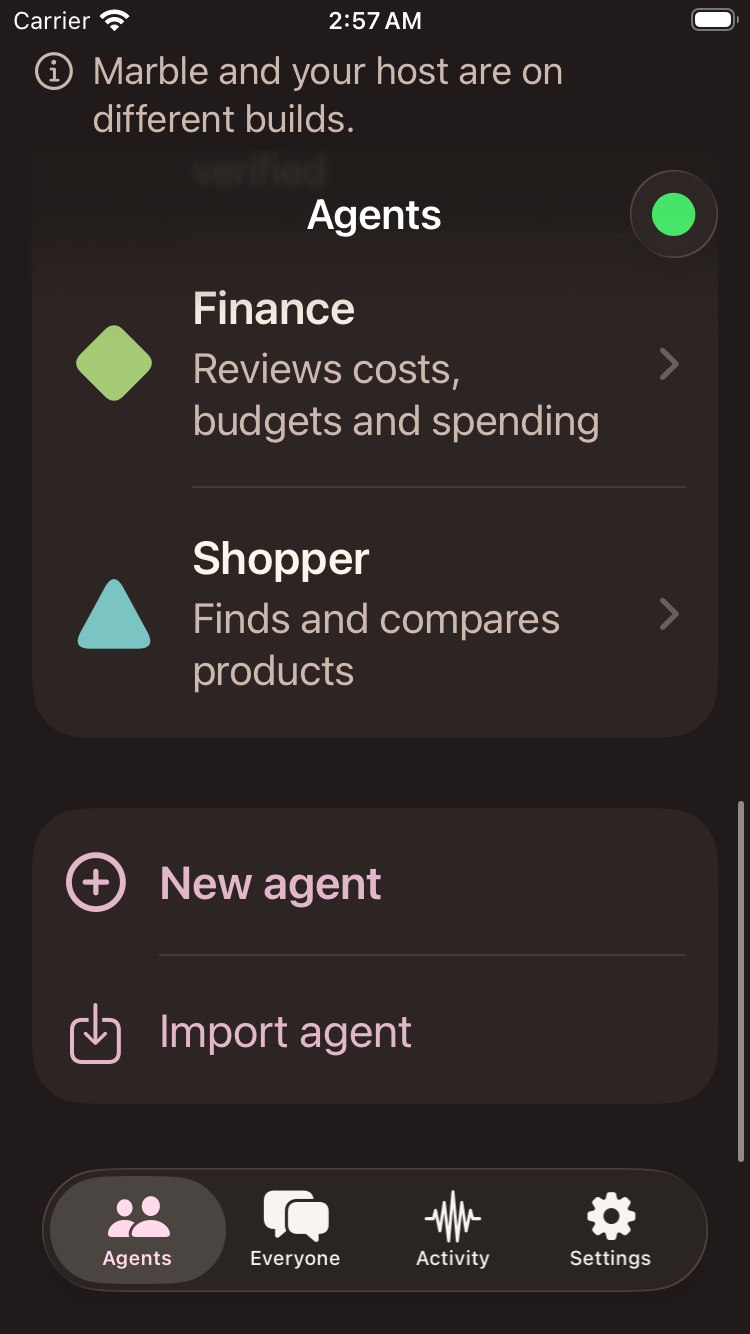 Carrier 2:57 AM
Marble and your host are on
different builds.
verified
Agents
Finance
Reviews costs,
budgets and spending
Shopper
Finds and compares
products
New agent
Import agent
Agents Everyone Activity Settings